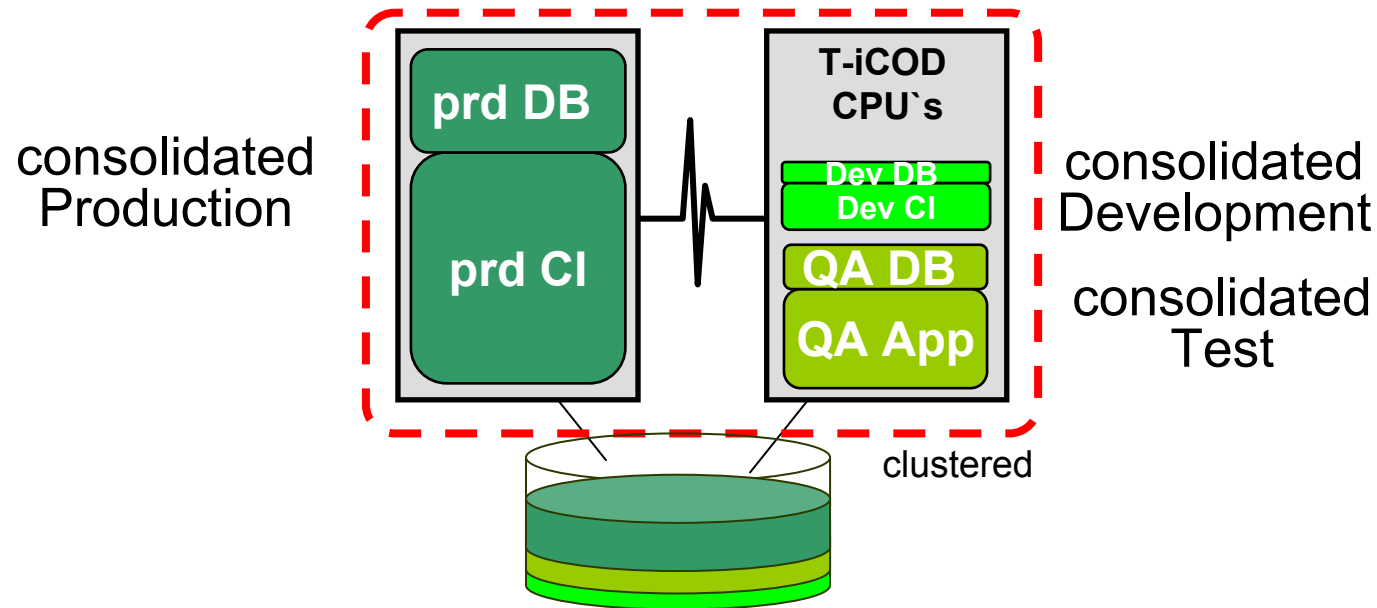 consolidated
Production
prd DB
prd CI
T-iCOD
CPU`s
Dev DB
Dev CI
QA DB
QA App
consolidated
Development
consolidated
Test
clustered